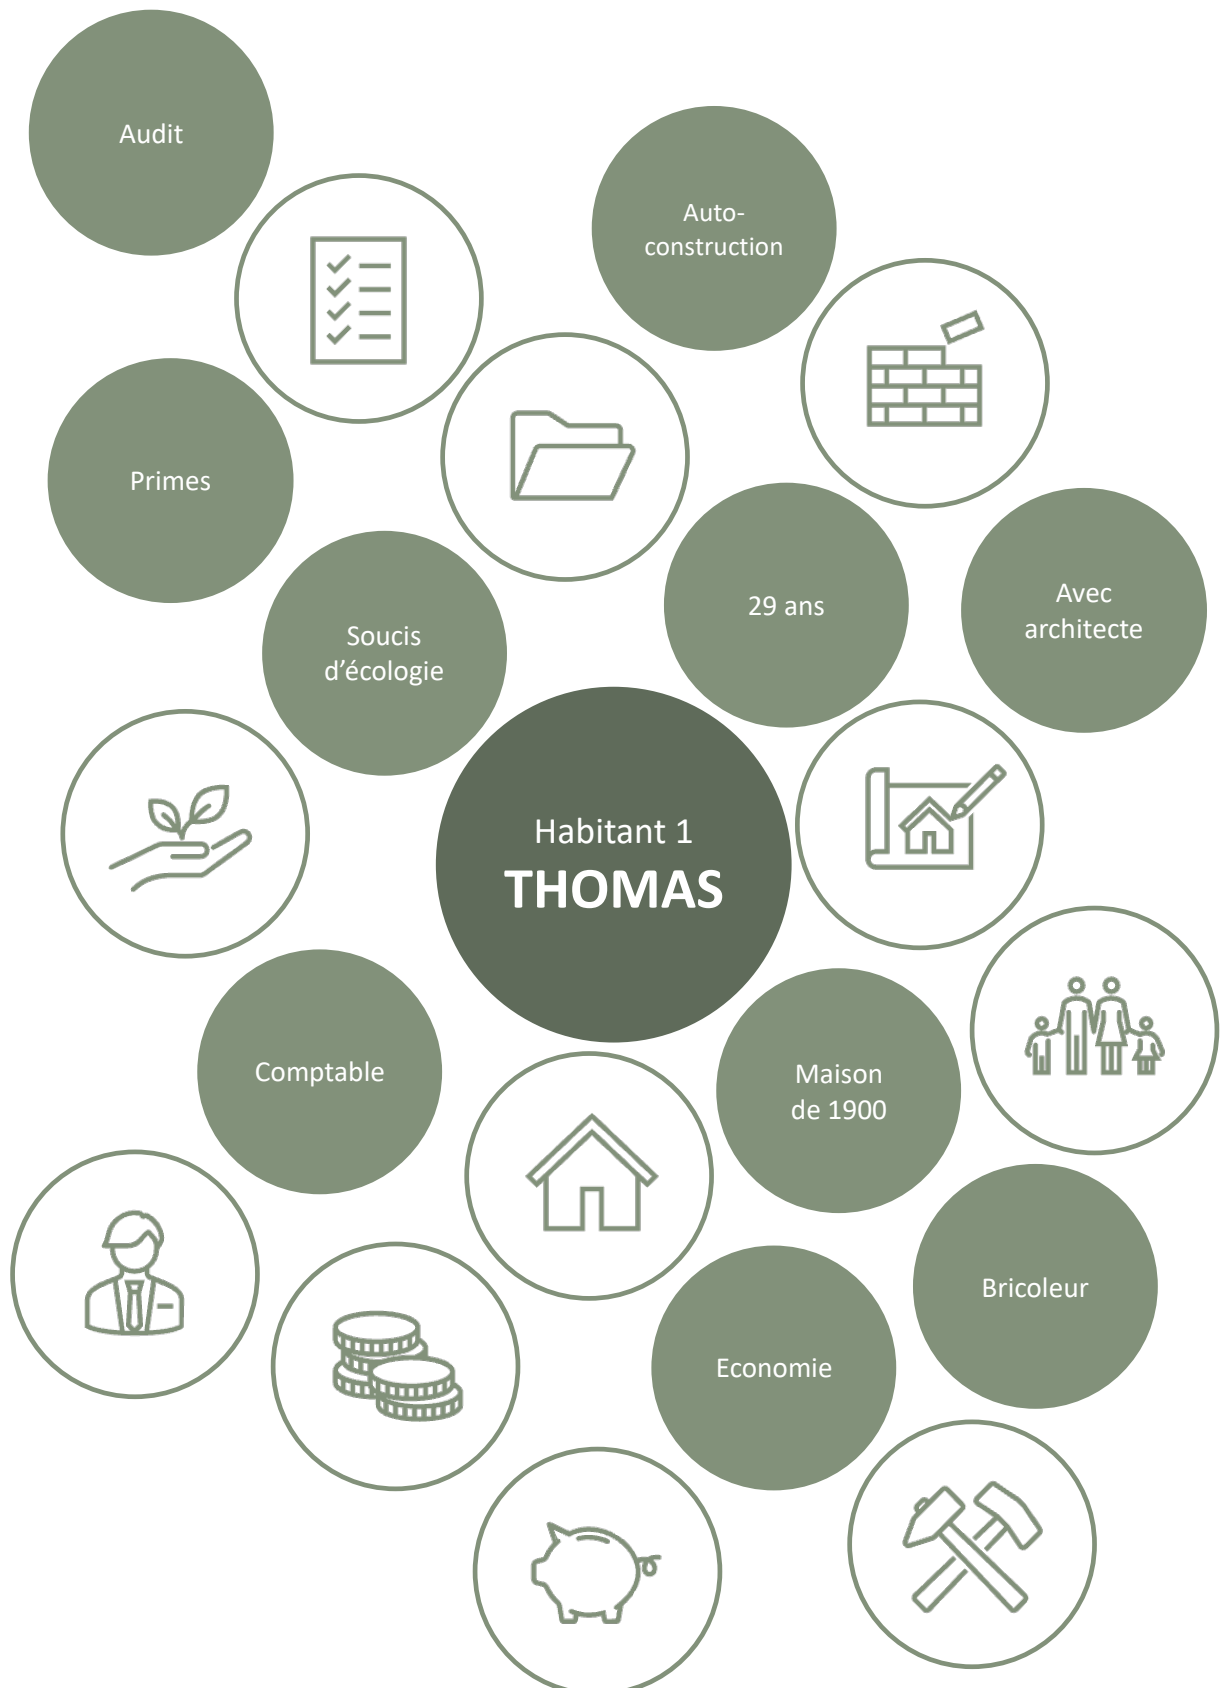 Audit
Auto-
construction
Primes
29 ans
Avec
architecte
Soucis
d’écologie
Habitant 1
THOMAS
Comptable
Maison
de 1900
Bricoleur
Economie